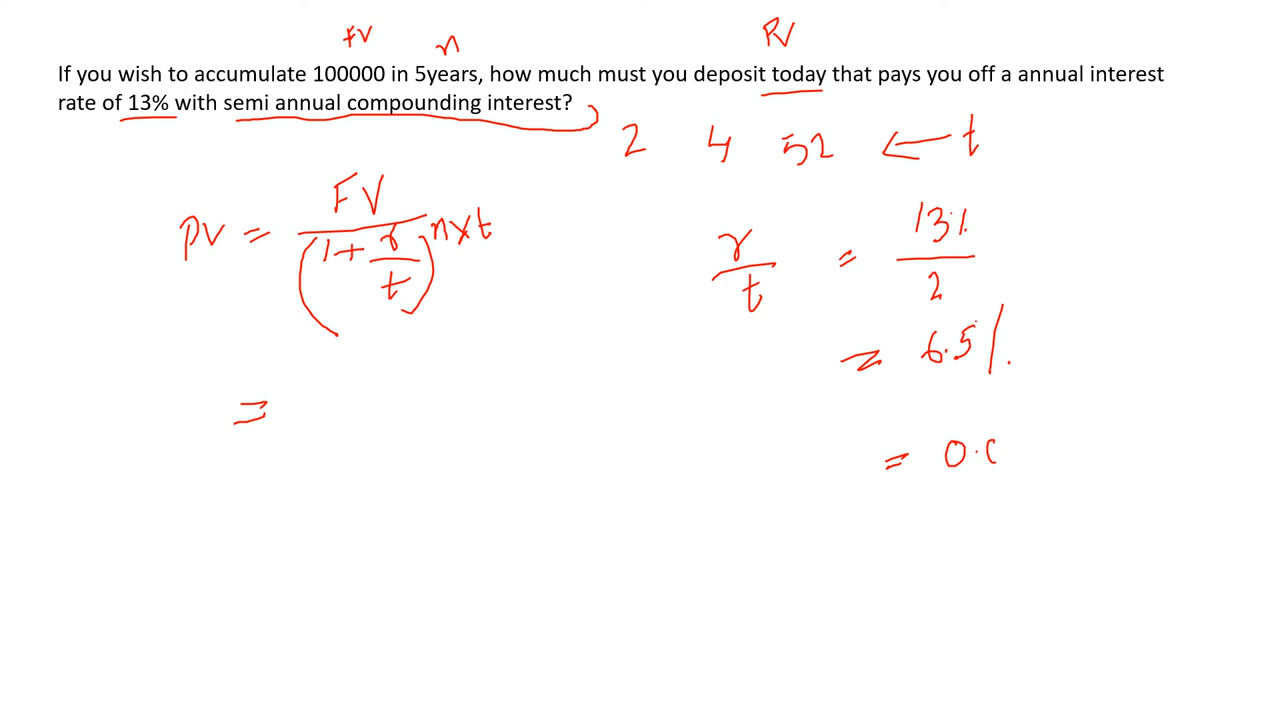 FV n PV
If you wish to accumulate 100000 in 5years, how much must you deposit today that pays you off a annual interest
rate of 13% with semi annual compounding interest?
2 4 52 ← t
PV = FV / (1 + r/t) n×t
r/t = 13% / 2
= 6.5%
=
= 0.0